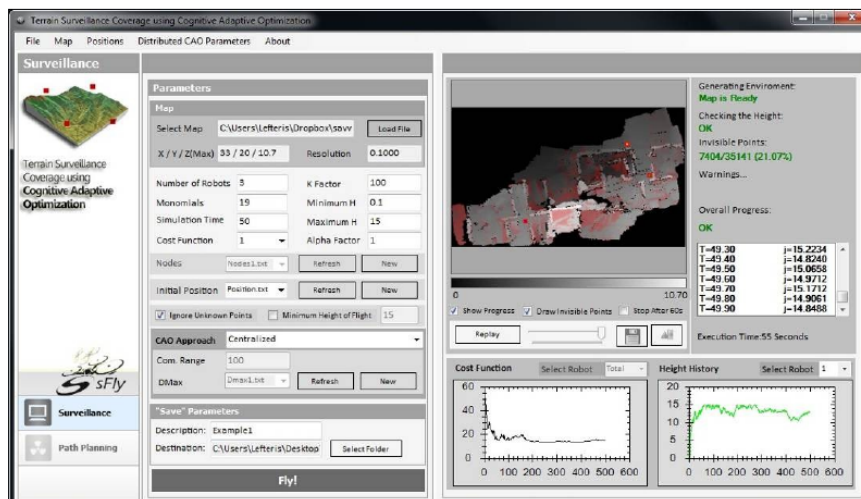 Terrain Surveillance Coverage using Cognitive Adaptive Optimization
File Map Positions Distributed CAO Parameters About
Surveillance
Terrain Surveillance
Coverage using
Cognitive Adaptive
Optimization
sFly
Surveillance
Path Planning
Parameters
Map
Select Map C:\Users\Lefteris\Dropbox\savv Load File
X / Y / Z(Max) 33 / 20 / 10.7 Resolution 0.1000
Number of Robots 3 K Factor 100
Monomials 19 Minimum H 0.1
Simulation Time 50 Maximum H 15
Cost Function 1 Alpha Factor 1
Nodes Nodes1.txt Refresh New
Initial Position Position.txt Refresh New
Ignore Unknown Points Minimum Height of Flight 15
CAO Approach Centralized
Com. Range 100
DMax Dmax1.txt Refresh New
"Save" Parameters
Description: Example1
Destination: C:\Users\Lefteris\Desktop Select Folder
Fly!
0 10.70
Show Progress Draw Invisible Points Stop After 60s
Replay
Generating Enviroment:
Map is Ready
Checking the Height:
OK
Invisible Points:
7404/35141 (21.07%)
Warnings...
Overall Progress:
OK
T=49.30 j=15.2234
T=49.40 j=14.8240
T=49.50 j=15.0658
T=49.60 j=14.9712
T=49.70 j=15.1712
T=49.80 j=14.9061
T=49.90 j=14.8488
Execution Time:55 Seconds
Cost Function Select Robot Total
60
40
20
0
0 100 200 300 400 500 600
Height History Select Robot 1
20
15
10
5
0
0 100 200 300 400 500 600